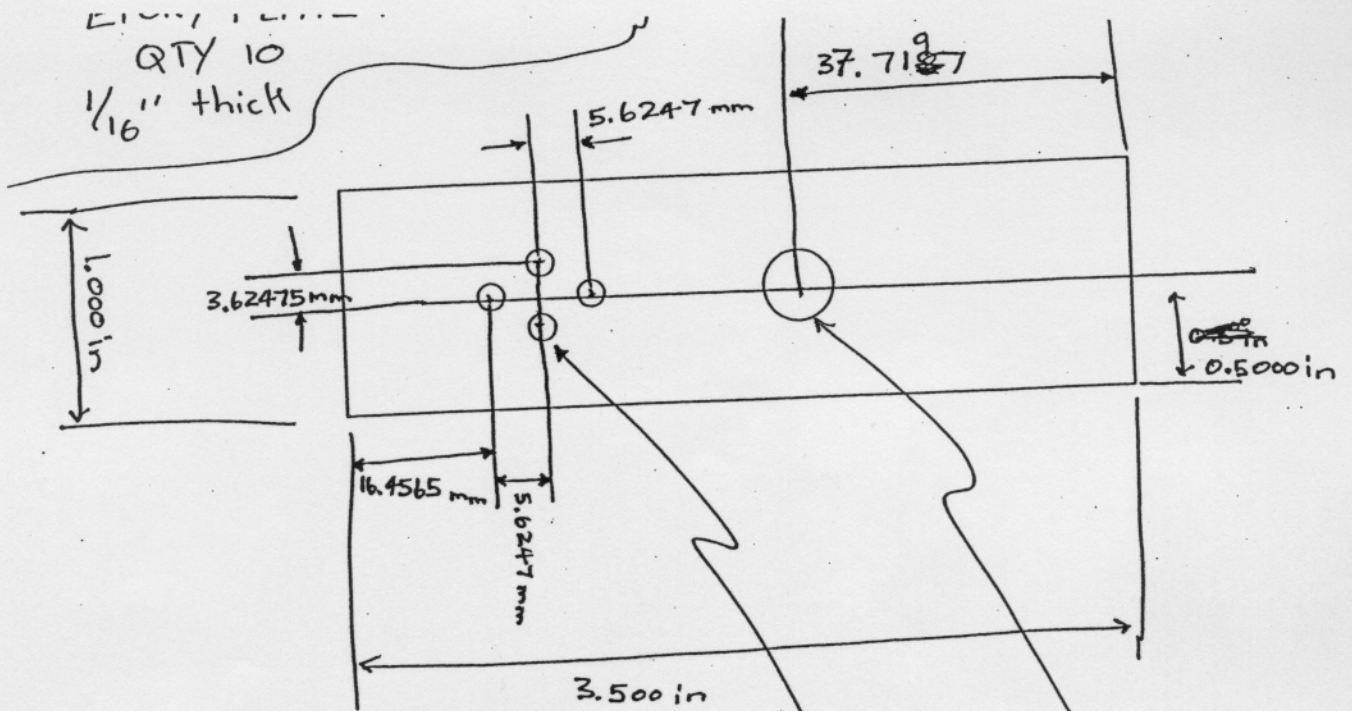 QTY 10
1/16" thick
37.7197
5.6247 mm
3.62475 mm
1.000 in
0.5000 in
16.4565 mm
5.6247 mm
3.500 in